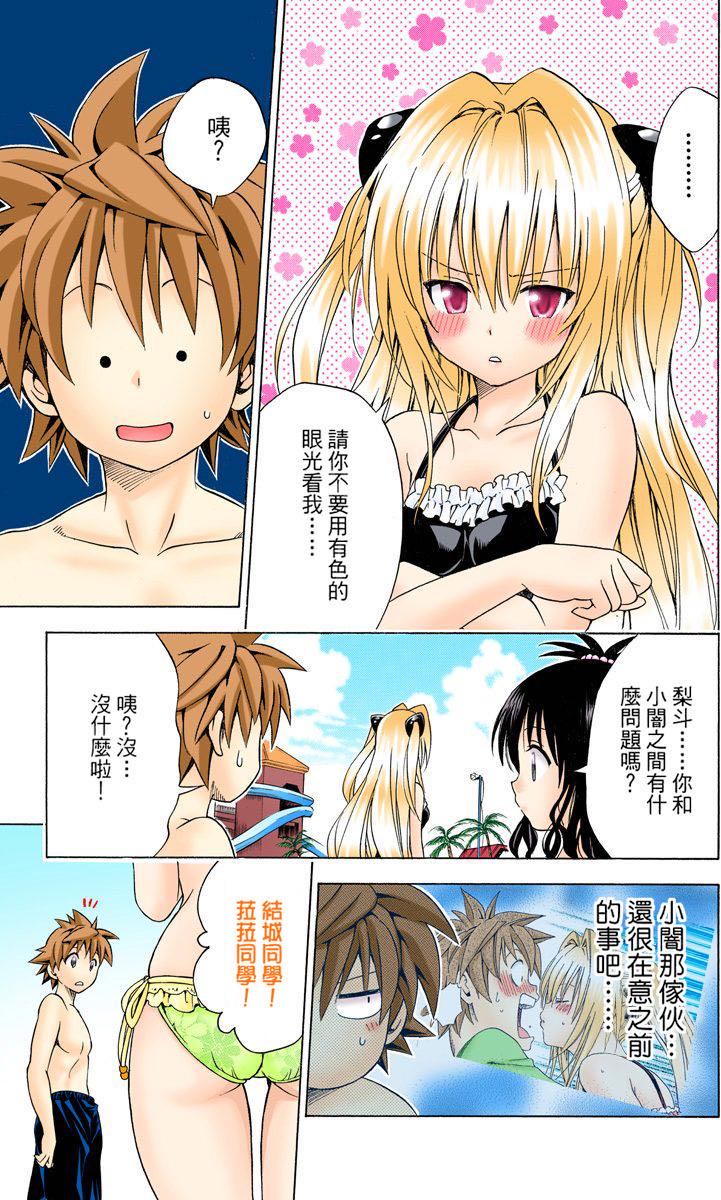 ………
請你不要用有色的
眼光看我……
咦?
梨斗……你和
小闇之間有什
麼問題嗎?
咦?沒…
沒什麼啦!
小闇那傢伙…
還很在意之前
的事吧……
結城同學!
菈菈同學!